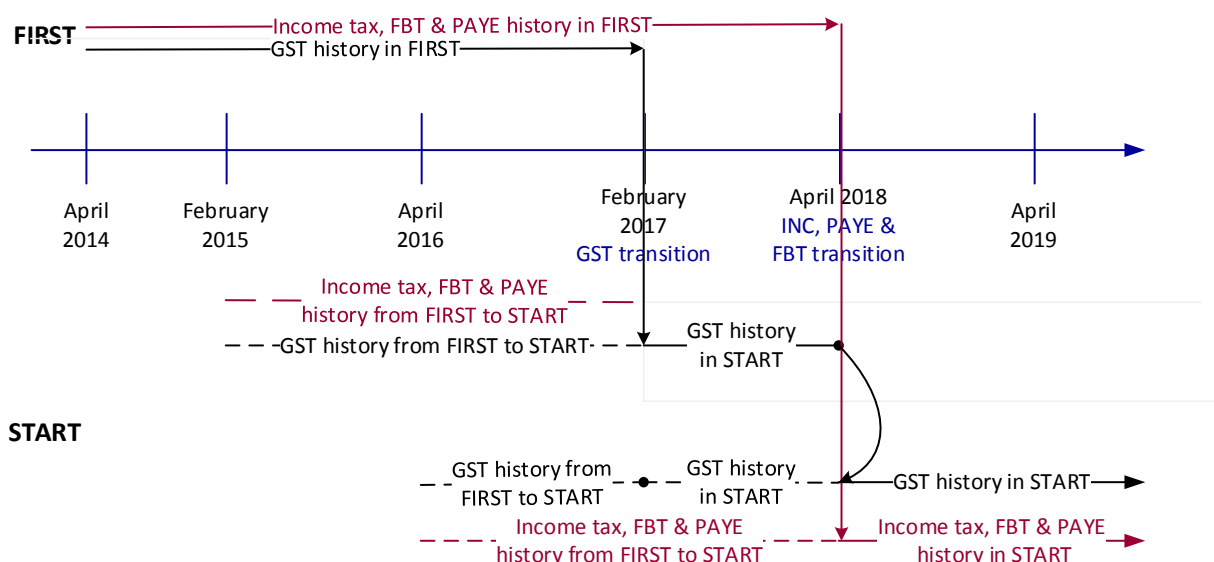 Income tax, FBT & PAYE history in FIRST
FIRST
GST history in FIRST
April
2014
February
2015
April
2016
February
2017
GST transition
April 2018
INC, PAYE &
FBT transition
April
2019
Income tax, FBT & PAYE
history from FIRST to START
GST history from FIRST to START
GST history
in START
START
GST history from
FIRST to START
GST history
in START
GST history in START
Income tax, FBT & PAYE
history from FIRST to START
Income tax, FBT & PAYE
history in START